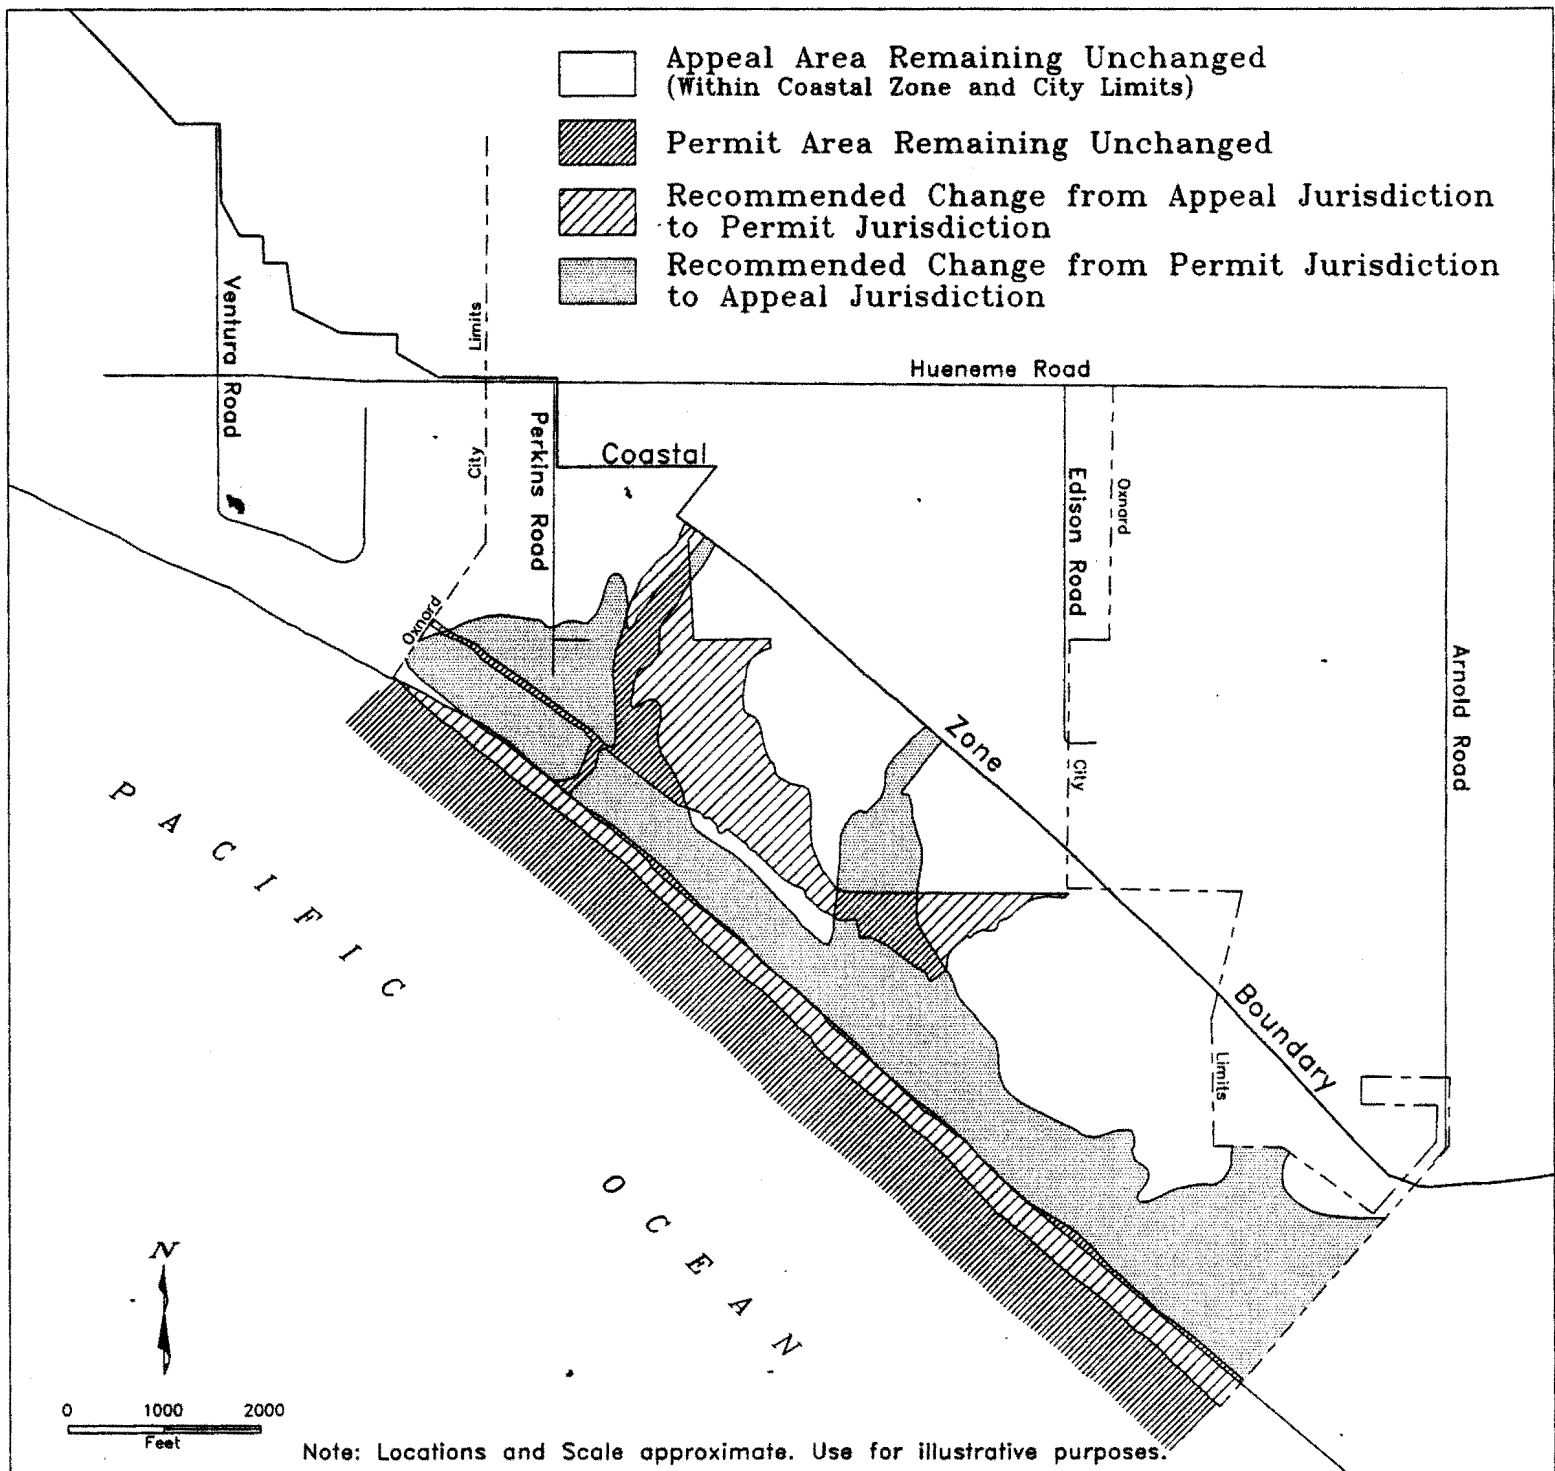 Appeal Area Remaining Unchanged
(Within Coastal Zone and City Limits)
Permit Area Remaining Unchanged
Recommended Change from Appeal Jurisdiction
to Permit Jurisdiction
Recommended Change from Permit Jurisdiction
to Appeal Jurisdiction
Ventura Road
Limits
City
Oxnard
Hueneme Road
Perkins Road
Coastal
Zone
Boundary
Edison Road
Oxnard
City
Limits
Arnold Road
PACIFIC
OCEAN
N
0 1000 2000
Feet
Note: Locations and Scale approximate. Use for illustrative purposes.